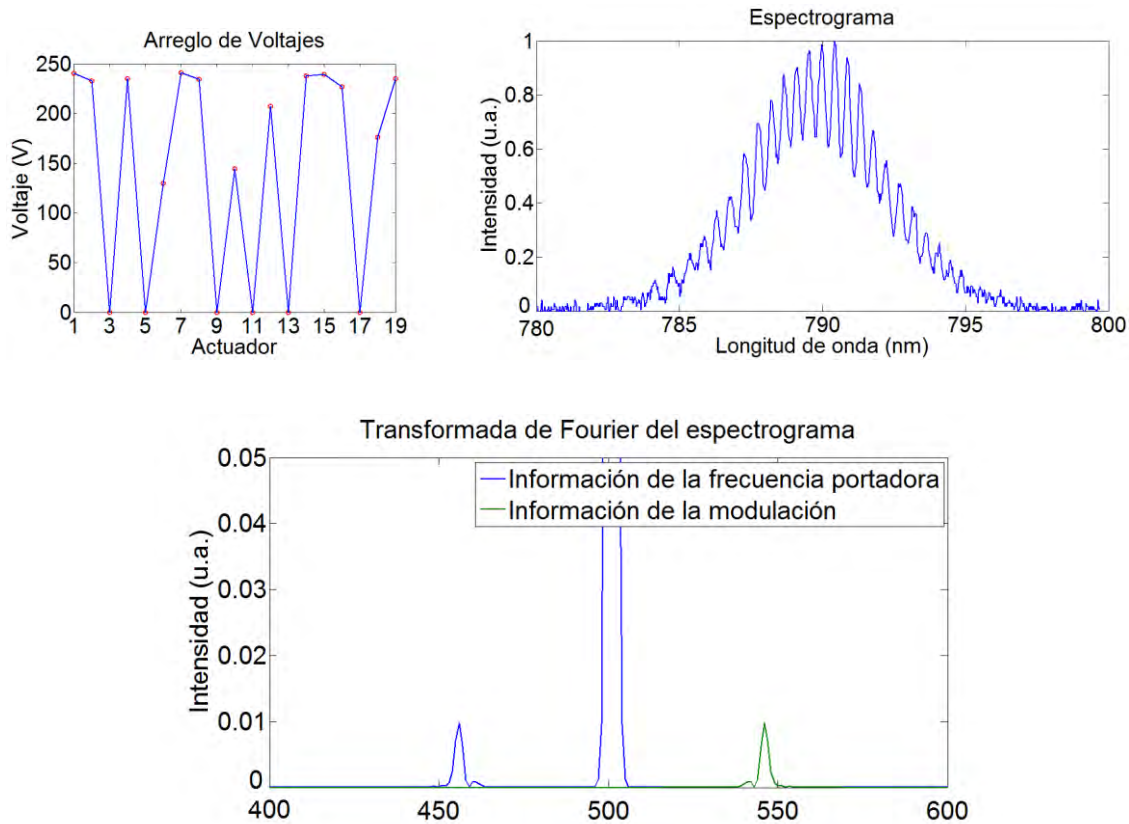 Arreglo de Voltajes
250
200
150
100
50
0
Voltaje (V)
1 3 5 7 9 11 13 15 17 19
Actuador
Espectrograma
1
0.8
0.6
0.4
0.2
0
Intensidad (u.a.)
780 785 790 795 800
Longitud de onda (nm)
Transformada de Fourier del espectrograma
0.05
0.04
0.03
0.02
0.01
0
Intensidad (u.a.)
Información de la frecuencia portadora
Información de la modulación
400 450 500 550 600